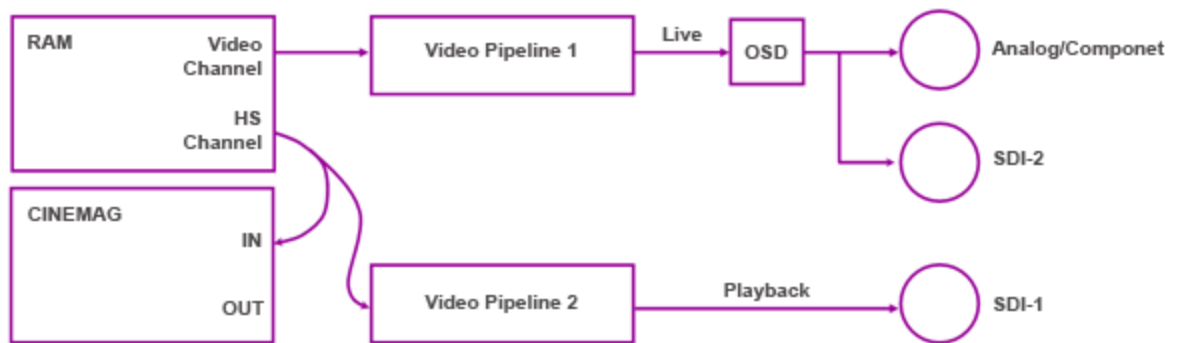 RAM
Video
Channel
HS
Channel
Video Pipeline 1
Live
OSD
Analog/Componet
SDI-2
CINEMAG
IN
OUT
Video Pipeline 2
Playback
SDI-1